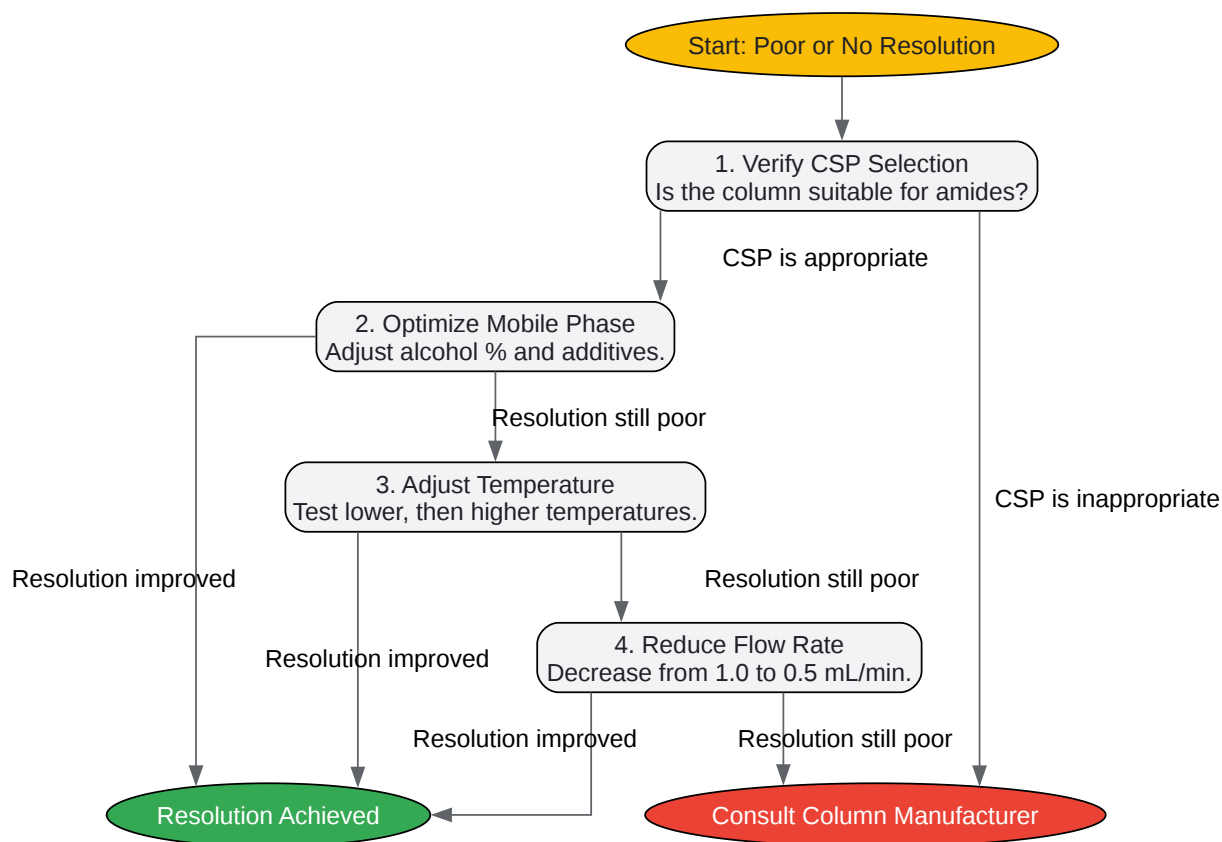 Start: Poor or No Resolution
1. Verify CSP Selection
Is the column suitable for amides?
CSP is appropriate
2. Optimize Mobile Phase
Adjust alcohol % and additives.
Resolution still poor
3. Adjust Temperature
Test lower, then higher temperatures.
CSP is inappropriate
Resolution improved
Resolution still poor
4. Reduce Flow Rate
Decrease from 1.0 to 0.5 mL/min.
Resolution improved
Resolution improved
Resolution still poor
Resolution Achieved
Consult Column Manufacturer